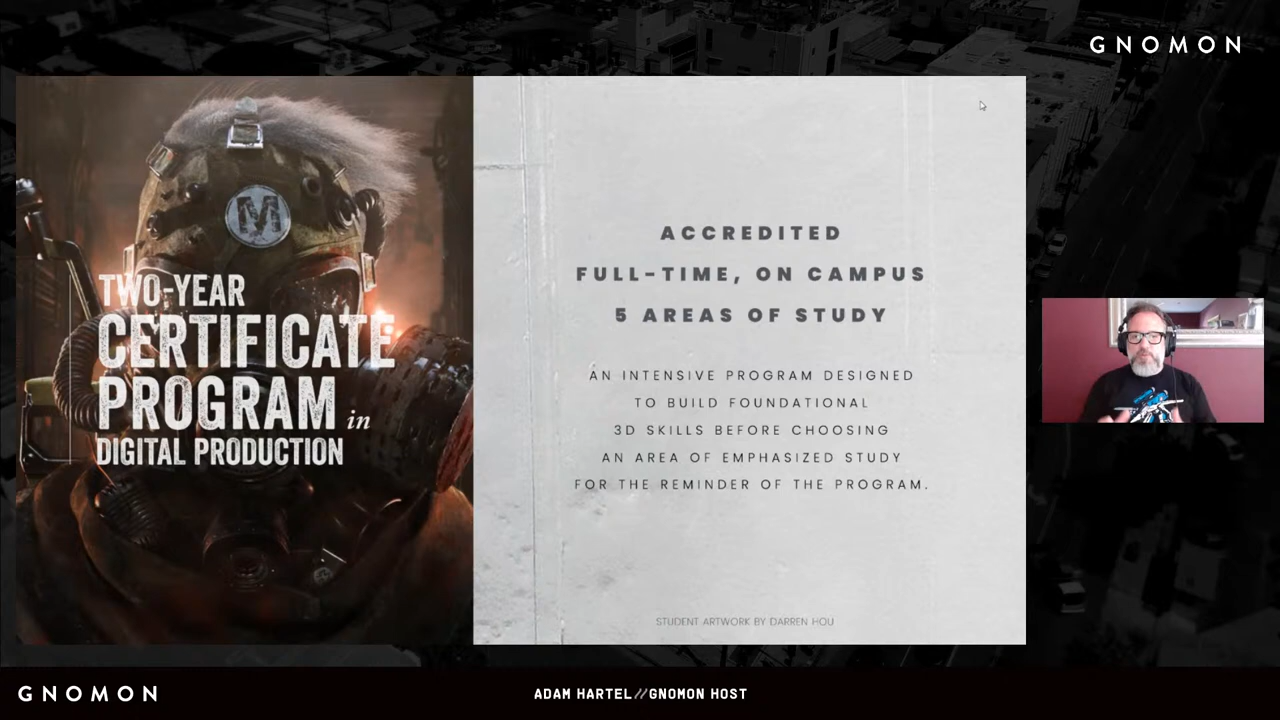 GNOMON
M
TWO-YEAR
CERTIFICATE
PROGRAM in
DIGITAL PRODUCTION
ACCREDITED
FULL-TIME, ON CAMPUS
5 AREAS OF STUDY
AN INTENSIVE PROGRAM DESIGNED
TO BUILD FOUNDATIONAL
3D SKILLS BEFORE CHOOSING
AN AREA OF EMPHASIZED STUDY
FOR THE REMINDER OF THE PROGRAM.
STUDENT ARTWORK BY DARREN HOU
GNOMON
ADAM HARTEL//GNOMON HOST